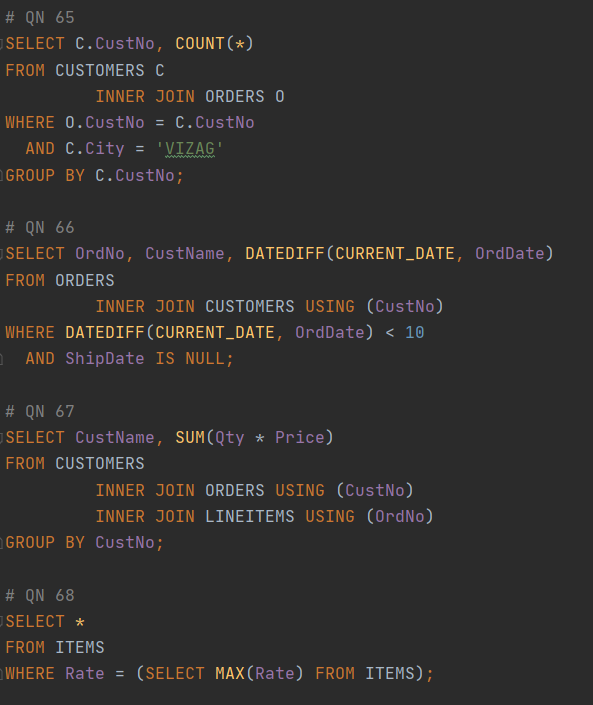 # QN 65
SELECT C.CustNo, COUNT(*)
FROM CUSTOMERS C
INNER JOIN ORDERS O
WHERE O.CustNo = C.CustNo
AND C.City = 'VIZAG'
GROUP BY C.CustNo;
# QN 66
SELECT OrdNo, CustName, DATEDIFF(CURRENT_DATE, OrdDate)
FROM ORDERS
INNER JOIN CUSTOMERS USING (CustNo)
WHERE DATEDIFF(CURRENT_DATE, OrdDate) < 10
AND ShipDate IS NULL;
# QN 67
SELECT CustName, SUM(Qty * Price)
FROM CUSTOMERS
INNER JOIN ORDERS USING (CustNo)
INNER JOIN LINEITEMS USING (OrdNo)
GROUP BY CustNo;
# QN 68
SELECT *
FROM ITEMS
WHERE Rate = (SELECT MAX(Rate) FROM ITEMS);